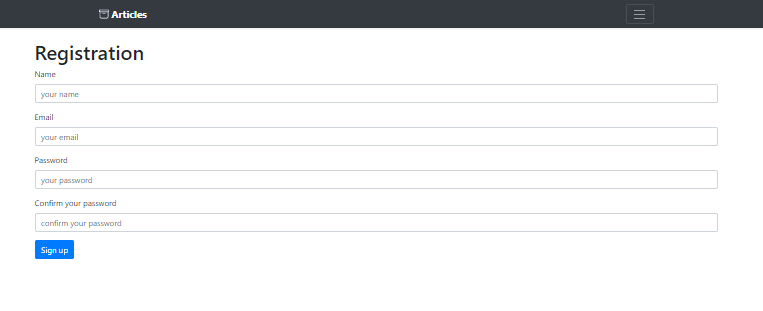 Articles
Registration
Name
your name
Email
your email
Password
your password
Confirm your password
confirm your password
Sign up